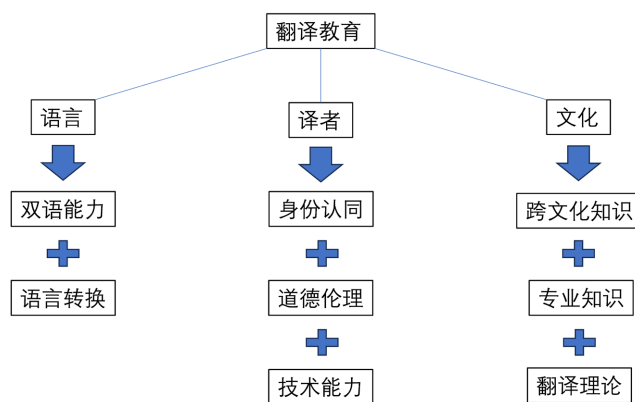 翻译教育
语言
译者
文化
双语能力
身份认同
跨文化知识
语言转换
道德伦理
专业知识
技术能力
翻译理论